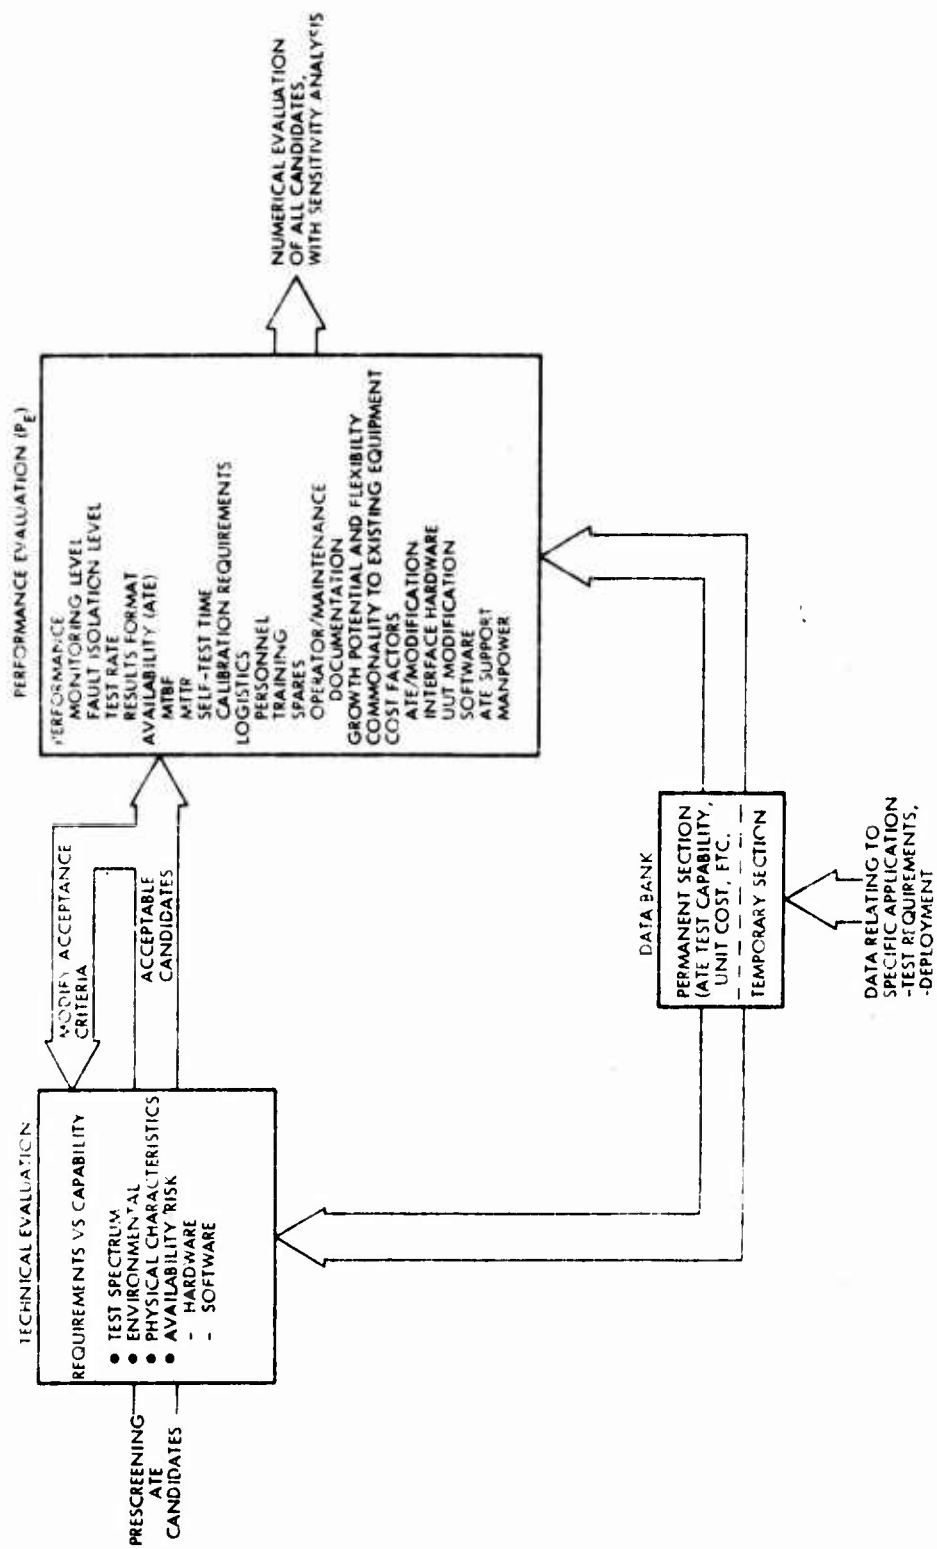 TECHNICAL EVALUATION
REQUIREMENTS VS CAPABILITY
● TEST SPECTRUM
● ENVIRONMENTAL
● PHYSICAL CHARACTERISTICS
● AVAILABILITY RISK
– HARDWARE
– SOFTWARE
PRESCREENING
ATE
CANDIDATES
MODIFY ACCEPTANCE
CRITERIA
ACCEPTABLE
CANDIDATES
PERFORMANCE EVALUATION (PE)
PERFORMANCE
MONITORING LEVEL
FAULT ISOLATION LEVEL
TEST RATE
RESULTS FORMAT
AVAILABILITY (ATE)
MTBF
MTTR
SELF-TEST TIME
CALIBRATION REQUIREMENTS
LOGISTICS
PERSONNEL
TRAINING
SPARES
OPERATOR/MAINTENANCE
DOCUMENTATION
GROWTH POTENTIAL AND FLEXIBILTY
COMMONALITY TO EXISTING EQUIPMENT
COST FACTORS
ATE/MODIFICATION
INTERFACE HARDWARE
UUT MODIFICATION
SOFTWARE
ATE SUPPORT
MANPOWER
NUMERICAL EVALUATION
OF ALL CANDIDATES,
WITH SENSITIVITY ANALYSIS
DATA BANK
PERMANENT SECTION
(ATE TEST CAPABILITY,
UNIT COST, ETC.
TEMPORARY SECTION
DATA RELATING TO
SPECIFIC APPLICATION
-TEST REQUIREMENTS,
-DEPLOYMENT